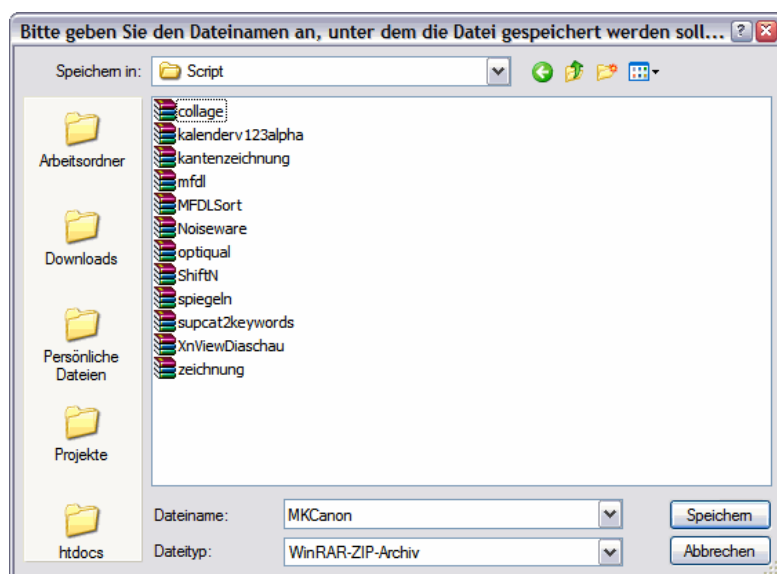 Bitte geben Sie den Dateinamen an, unter dem die Datei gespeichert werden soll...
Speichern in:
Script
Arbeitsordner
Downloads
Persönliche
Dateien
Projekte
htdocs
collage
kalenderv123alpha
kantenzeichnung
mfdl
MFDLSort
Noiseware
optiqual
ShiftN
spiegeln
supcat2keywords
XnViewDiaschau
zeichnung
Dateiname:
MKCanon
Speichern
Dateityp:
WinRAR-ZIP-Archiv
Abbrechen